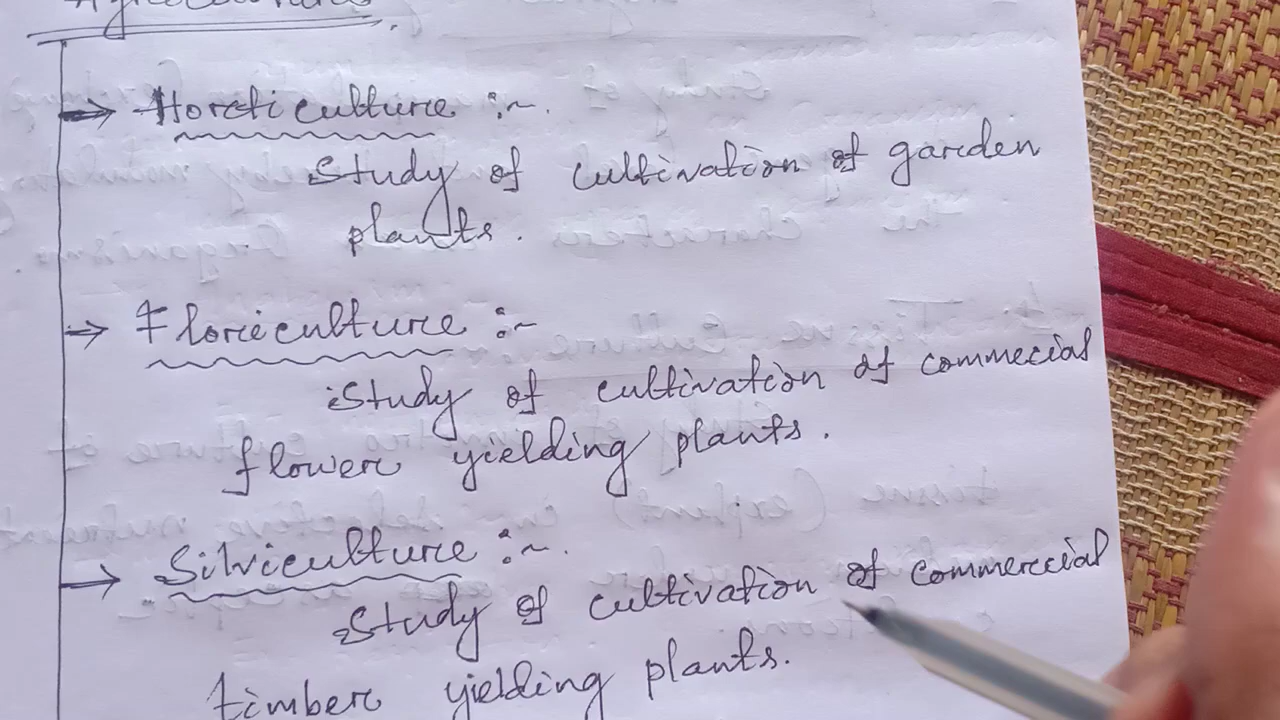 Horticulture :~.
Study of cultivation of garden
plants.
Floriculture :~
Study of cultivation of commecial
flower yielding plants.
Silviculture :~.
Study of cultivation of commercial
timber yielding plants.